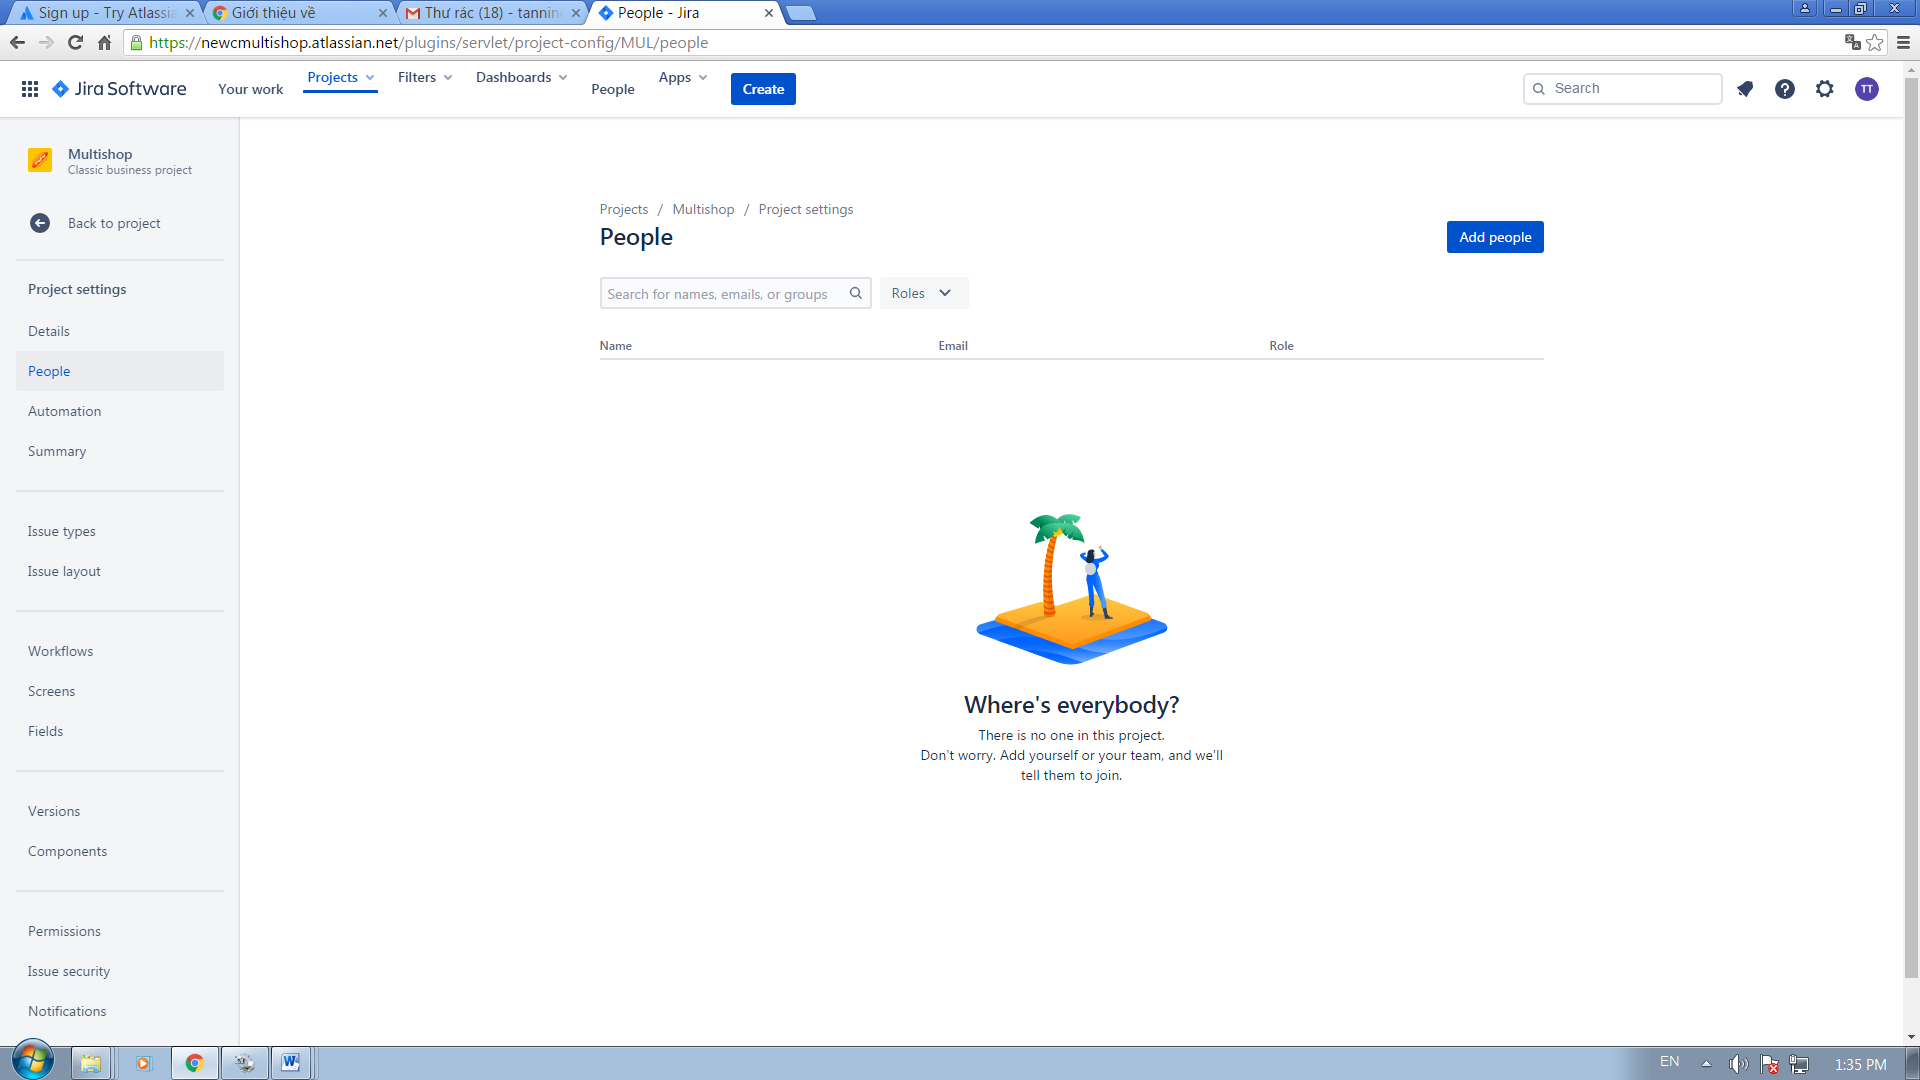 Sign up - Try Atlassia
Giới thiệu về
Thư rác (18) - tannin
People - Jira
https://newcmultishop.atlassian.net/plugins/servlet/project-config/MUL/people
Jira Software
Your work
Projects
Filters
Dashboards
People
Apps
Create
Search
TT
Multishop
Classic business project
Back to project
Project settings
Details
People
Automation
Summary
Issue types
Issue layout
Workflows
Screens
Fields
Versions
Components
Permissions
Issue security
Notifications
Projects / Multishop / Project settings
People
Add people
Search for names, emails, or groups
Roles
Name Email Role
Where's everybody?
There is no one in this project.
Don't worry. Add yourself or your team, and we'll
tell them to join.
EN
1:35 PM